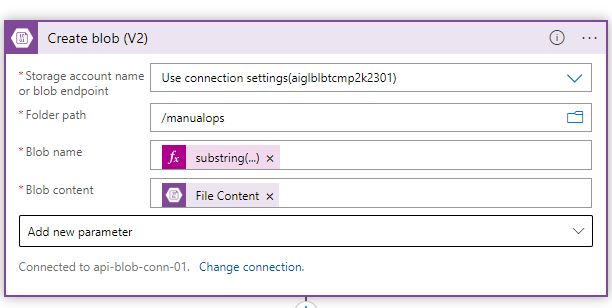 Create blob (V2)
*Storage account name
or blob endpoint
Use connection settings(aiglblbtcmp2k2301)
*Folder path
/manualops
*Blob name
fx substring(...) ×
*Blob content
File Content ×
Add new parameter
Connected to api-blob-conn-01. Change connection.